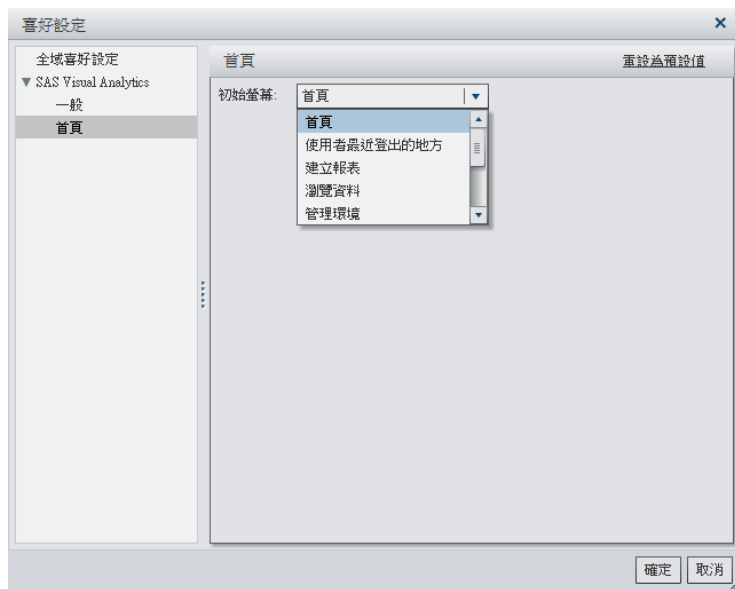 喜好設定
全域喜好設定
SAS Visual Analytics
一般
首頁
首頁
重設為預設值
初始螢幕:
首頁
首頁
使用者最近登出的地方
建立報表
瀏覽資料
管理環境
確定
取消